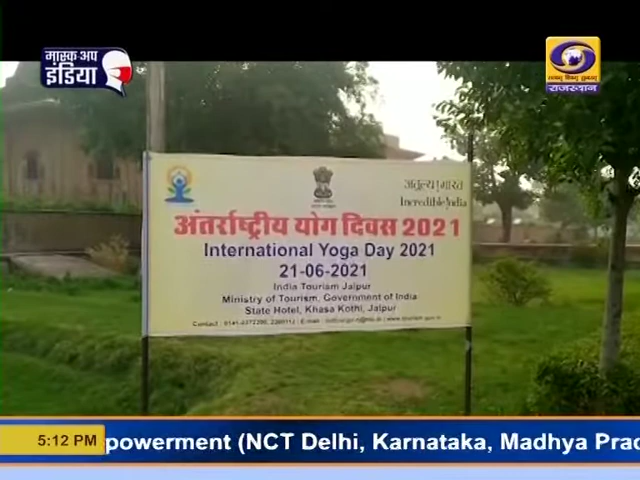 मास्क अप
इंडिया
राजस्थान
अतुल्य!भारत
Incredible!ndia
अंतर्राष्ट्रीय योग दिवस 2021
International Yoga Day 2021
21-06-2021
India Tourism Jaipur
Ministry of Tourism, Government of India
State Hotel, Khasa Kothi, Jaipur
5:12 PM
powerment (NCT Delhi, Karnataka, Madhya Prad